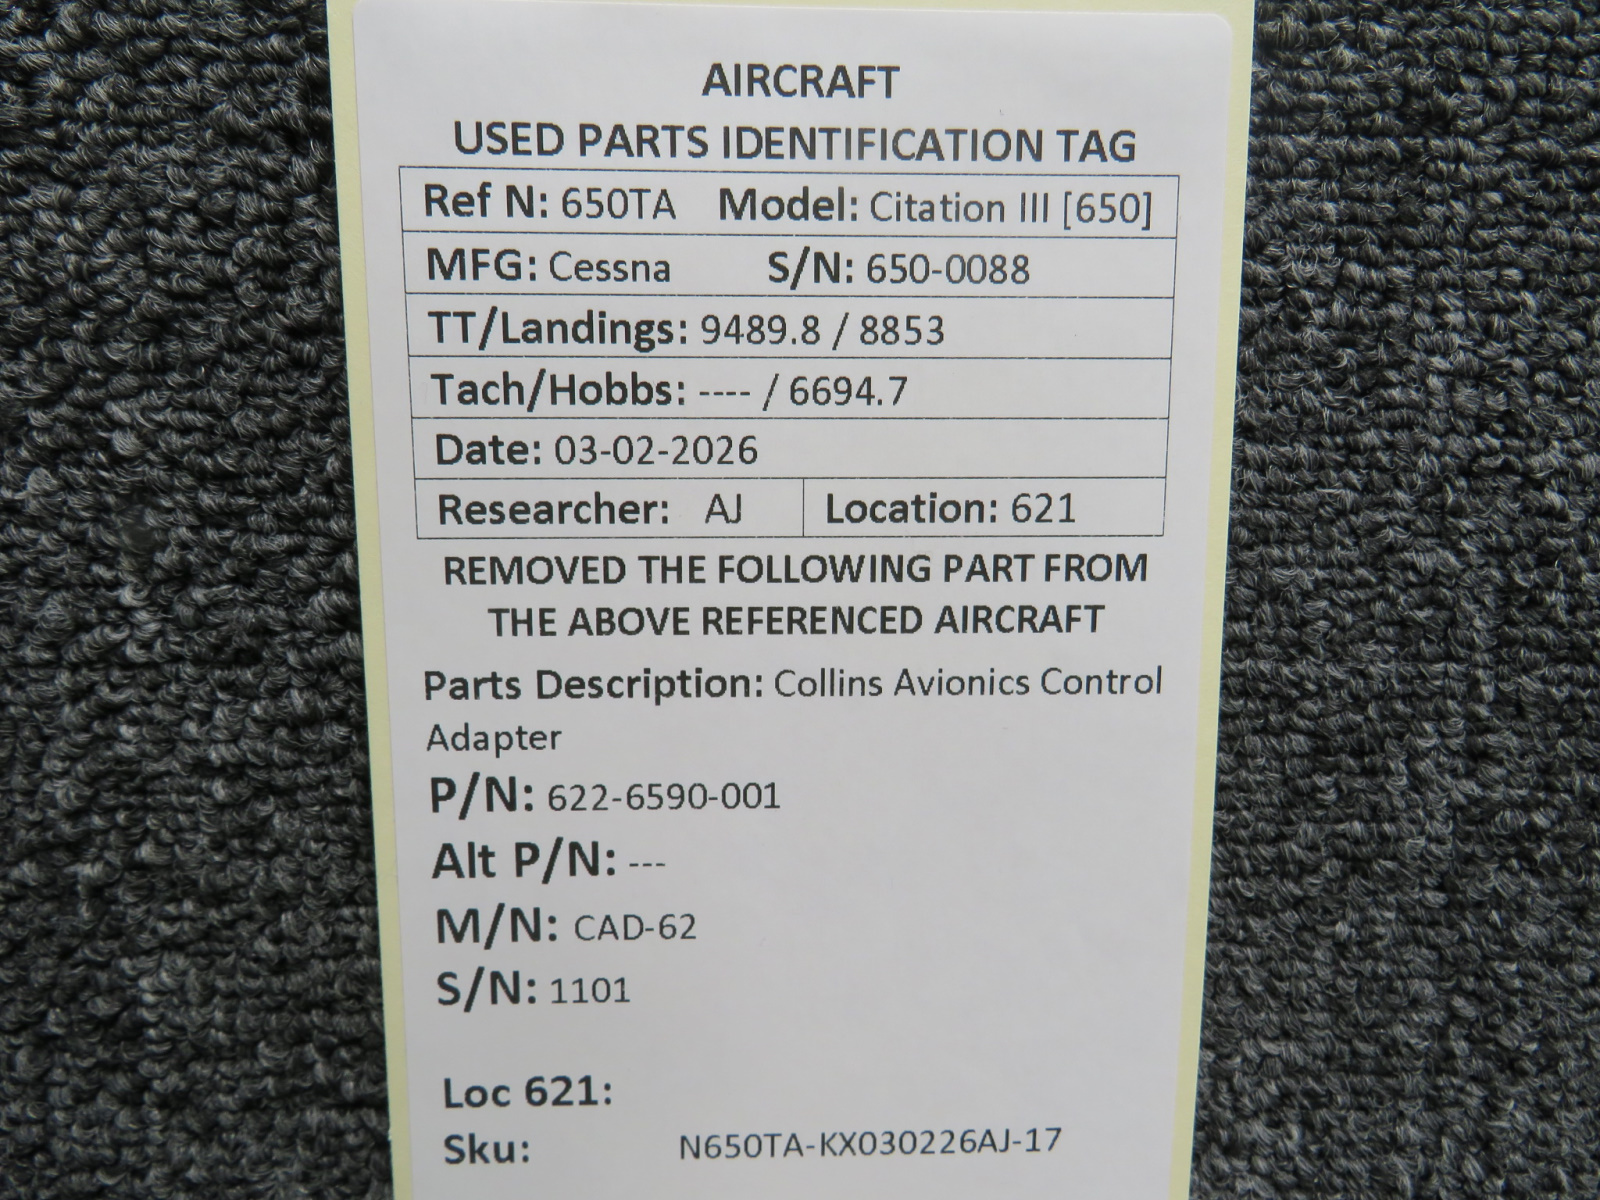 AIRCRAFT
USED PARTS IDENTIFICATION TAG
Ref N: 650TA Model: Citation III [650]
MFG: Cessna S/N: 650-0088
TT/Landings: 9489.8 / 8853
Tach/Hobbs: ---- / 6694.7
Date: 03-02-2026
Researcher: AJ Location: 621
REMOVED THE FOLLOWING PART FROM
THE ABOVE REFERENCED AIRCRAFT
Parts Description: Collins Avionics Control
Adapter
P/N: 622-6590-001
Alt P/N: ---
M/N: CAD-62
S/N: 1101
Loc 621:
Sku: N650TA-KX030226AJ-17